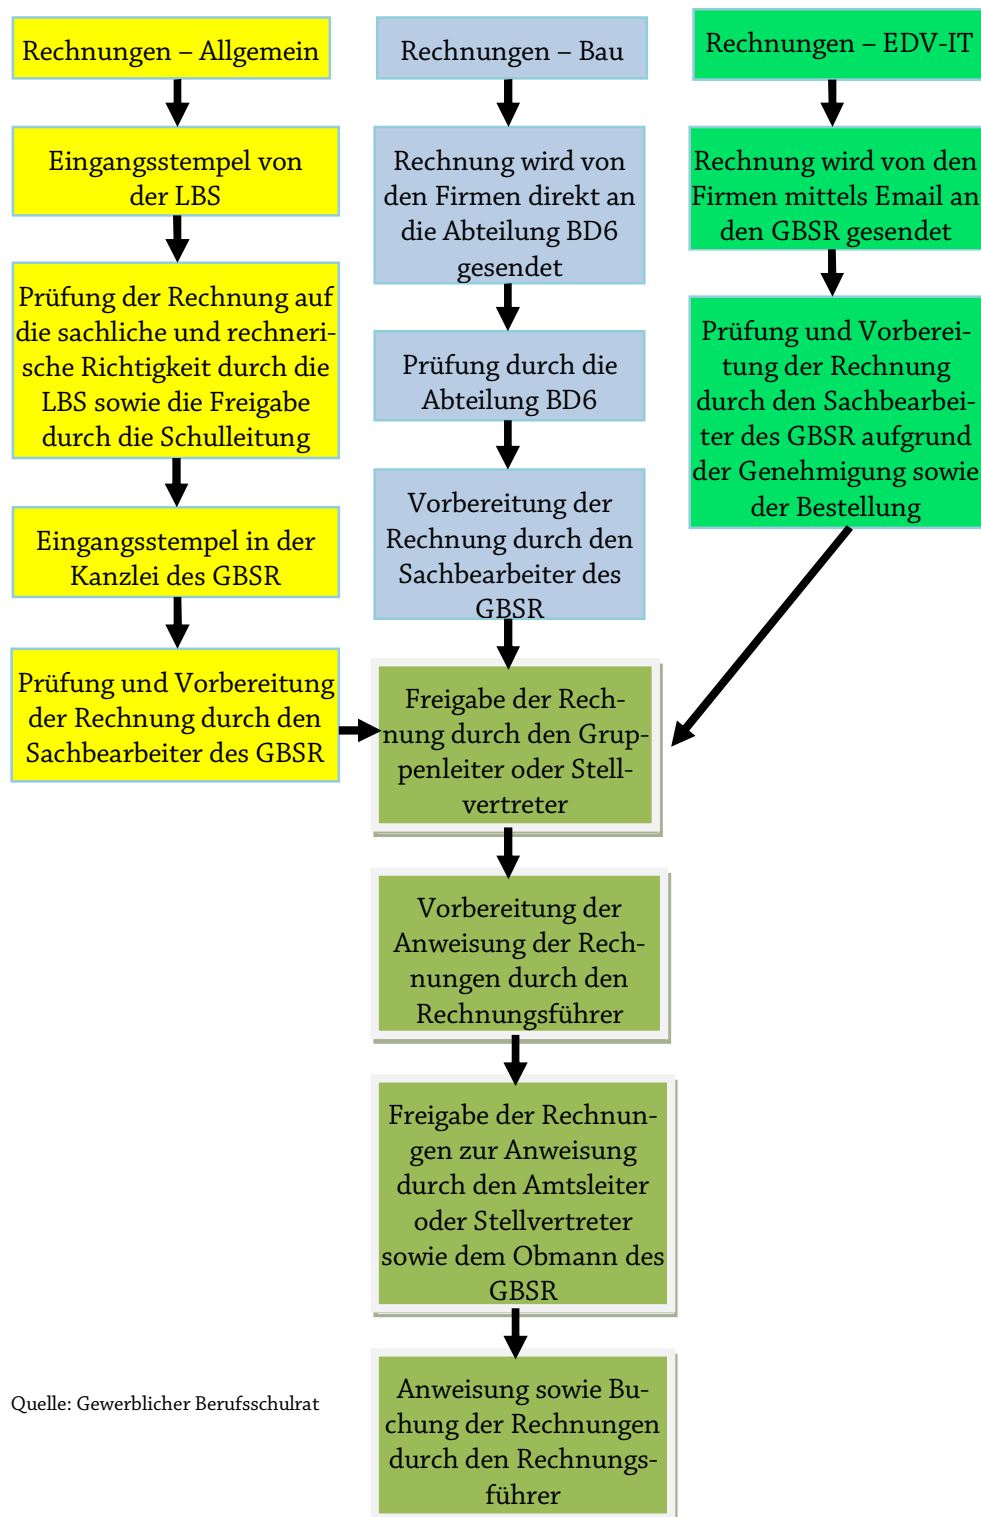 Rechnungen – Allgemein
Eingangsstempel von
der LBS
Prüfung der Rechnung auf
die sachliche und rechneri-
sche Richtigkeit durch die
LBS sowie die Freigabe
durch die Schulleitung
Eingangsstempel in der
Kanzlei des GBSR
Prüfung und Vorbereitung
der Rechnung durch den
Sachbearbeiter des GBSR
Rechnungen – Bau
Rechnung wird von
den Firmen direkt an
die Abteilung BD6
gesendet
Prüfung durch die
Abteilung BD6
Vorbereitung der
Rechnung durch den
Sachbearbeiter des
GBSR
Rechnungen – EDV-IT
Rechnung wird von den
Firmen mittels Email an
den GBSR gesendet
Prüfung und Vorberei-
tung der Rechnung
durch den Sachbearbei-
ter des GBSR aufgrund
der Genehmigung sowie
der Bestellung
Freigabe der Rech-
nung durch den Grup-
penleiter oder Stell-
vertreter
Vorbereitung der
Anweisung der Rech-
nungen durch den
Rechnungsführer
Freigabe der Rechnun-
gen zur Anweisung
durch den Amtsleiter
oder Stellvertreter
sowie dem Obmann des
GBSR
Anweisung sowie Bu-
chung der Rechnungen
durch den Rechnungs-
führer
Quelle: Gewerblicher Berufsschulrat